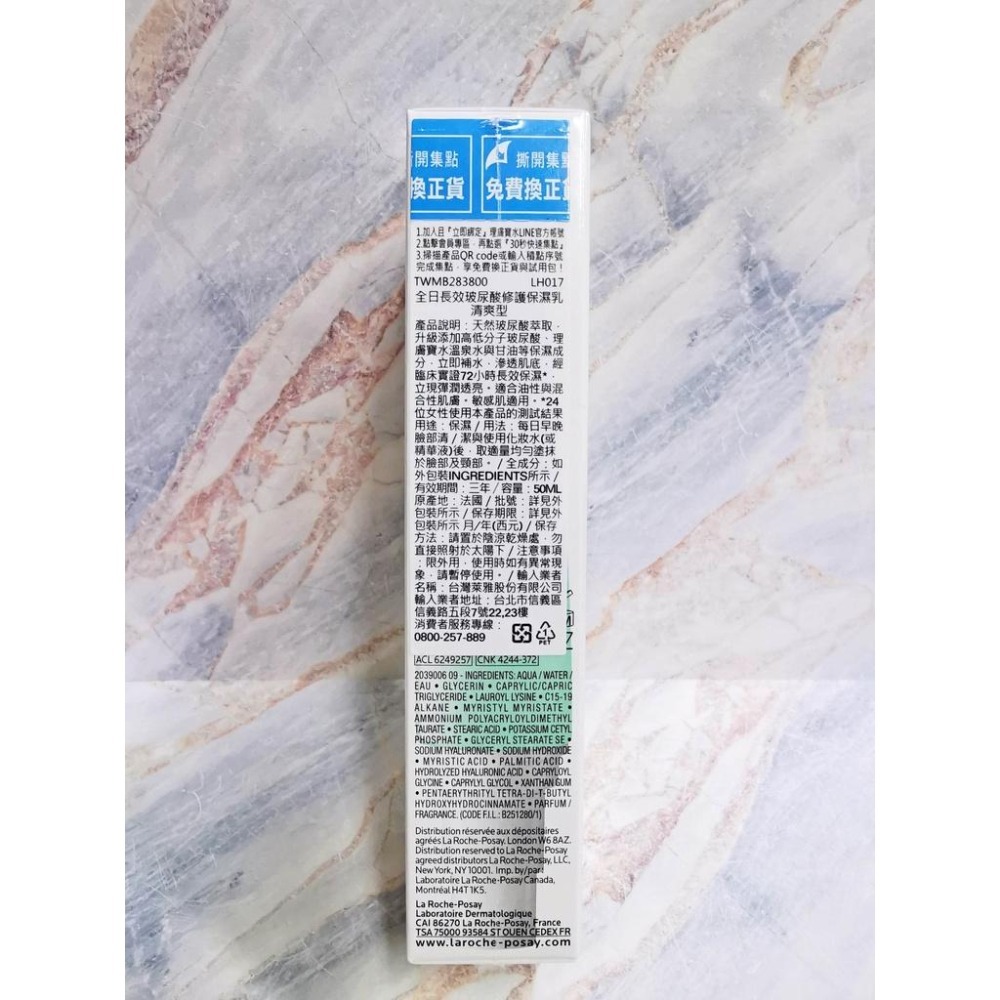 撕開集點 撕開集點
換正貨 免費換正貨
1.加入且『立即綁定』理膚寶水LINE官方帳號
2.點擊會員專區，再點選『30秒快速集點』
3.掃描產品QR code或輸入積點序號
完成集點，享免費換正貨與試用包！
TWMB283800 LH017
全日長效玻尿酸修護保濕乳
清爽型
產品說明：天然玻尿酸萃取，
升級添加高低分子玻尿酸、理
膚寶水溫泉水與甘油等保濕成
分，立即補水，滲透肌底，經
臨床實證72小時長效保濕*，
立現彈潤透亮。適合油性與混
合性肌膚。敏感肌適用。*24
位女性使用本產品的測試結果
用途：保濕 / 用法：每日早晚
臉部清 / 潔與使用化妝水(或
精華液)後，取適量均勻塗抹
於臉部及頸部。/ 全成分：如
外包裝INGREDIENTS所示 /
有效期間：三年 / 容量：50ML
原產地：法國 / 批號：詳見外
包裝所示 / 保存期限：詳見外
包裝所示 月/年(西元) / 保存
方法：請置於陰涼乾燥處，勿
直接照射於太陽下 / 注意事項
：限外用，使用時如有異常現
象，請暫停使用。/ 輸入業者
名稱：台灣萊雅股份有限公司
輸入業者地址：台北市信義區
信義路五段7號22,23樓
消費者服務專線：
0800-257-889
1
PET
ACL 6249257 CNK 4244-372
2039006 09 - INGREDIENTS: AQUA / WATER /
EAU • GLYCERIN • CAPRYLIC/CAPRIC
TRIGLYCERIDE • LAUROYL LYSINE • C15-19
ALKANE • MYRISTYL MYRISTATE •
AMMONIUM POLYACRYLOYLDIMETHYL
TAURATE • STEARIC ACID • POTASSIUM CETYL
PHOSPHATE • GLYCERYL STEARATE SE •
SODIUM HYALURONATE • SODIUM HYDROXIDE
• MYRISTIC ACID • PALMITIC ACID •
HYDROLYZED HYALURONIC ACID • CAPRYLOYL
GLYCINE • CAPRYLYL GLYCOL • XANTHAN GUM
• PENTAERYTHRITYL TETRA-DI-T-BUTYL
HYDROXYHYDROCINNAMATE • PARFUM /
FRAGRANCE. (CODE F.I.L.: B251280/1)
Distribution réservée aux dépositaires
agréés La Roche-Posay, London W6 8AZ.
Distribution reserved to La Roche-Posay
agreed distributors La Roche-Posay, LLC,
New York, NY 10001. Imp. by/par:
Laboratoire La Roche-Posay Canada,
Montréal H4T 1K5.
La Roche-Posay
Laboratoire Dermatologique
CAI 86270 La Roche-Posay, France
TSA 75000 93584 ST OUEN CEDEX FR
www.laroche-posay.com